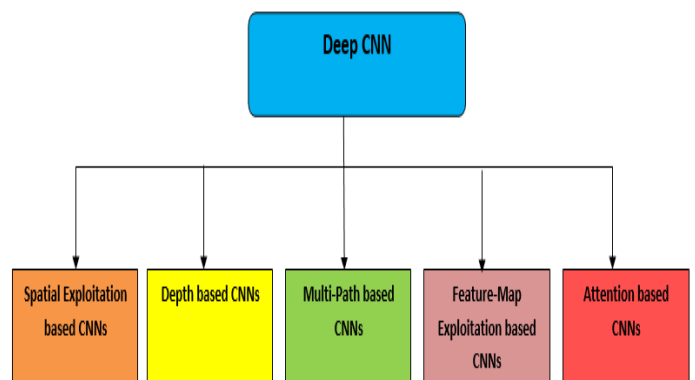 Deep CNN
Spatial Exploitation
based CNNs
Depth based CNNs
Multi-Path based
CNNs
Feature-Map
Exploitation based
CNNs
Attention based
CNNs